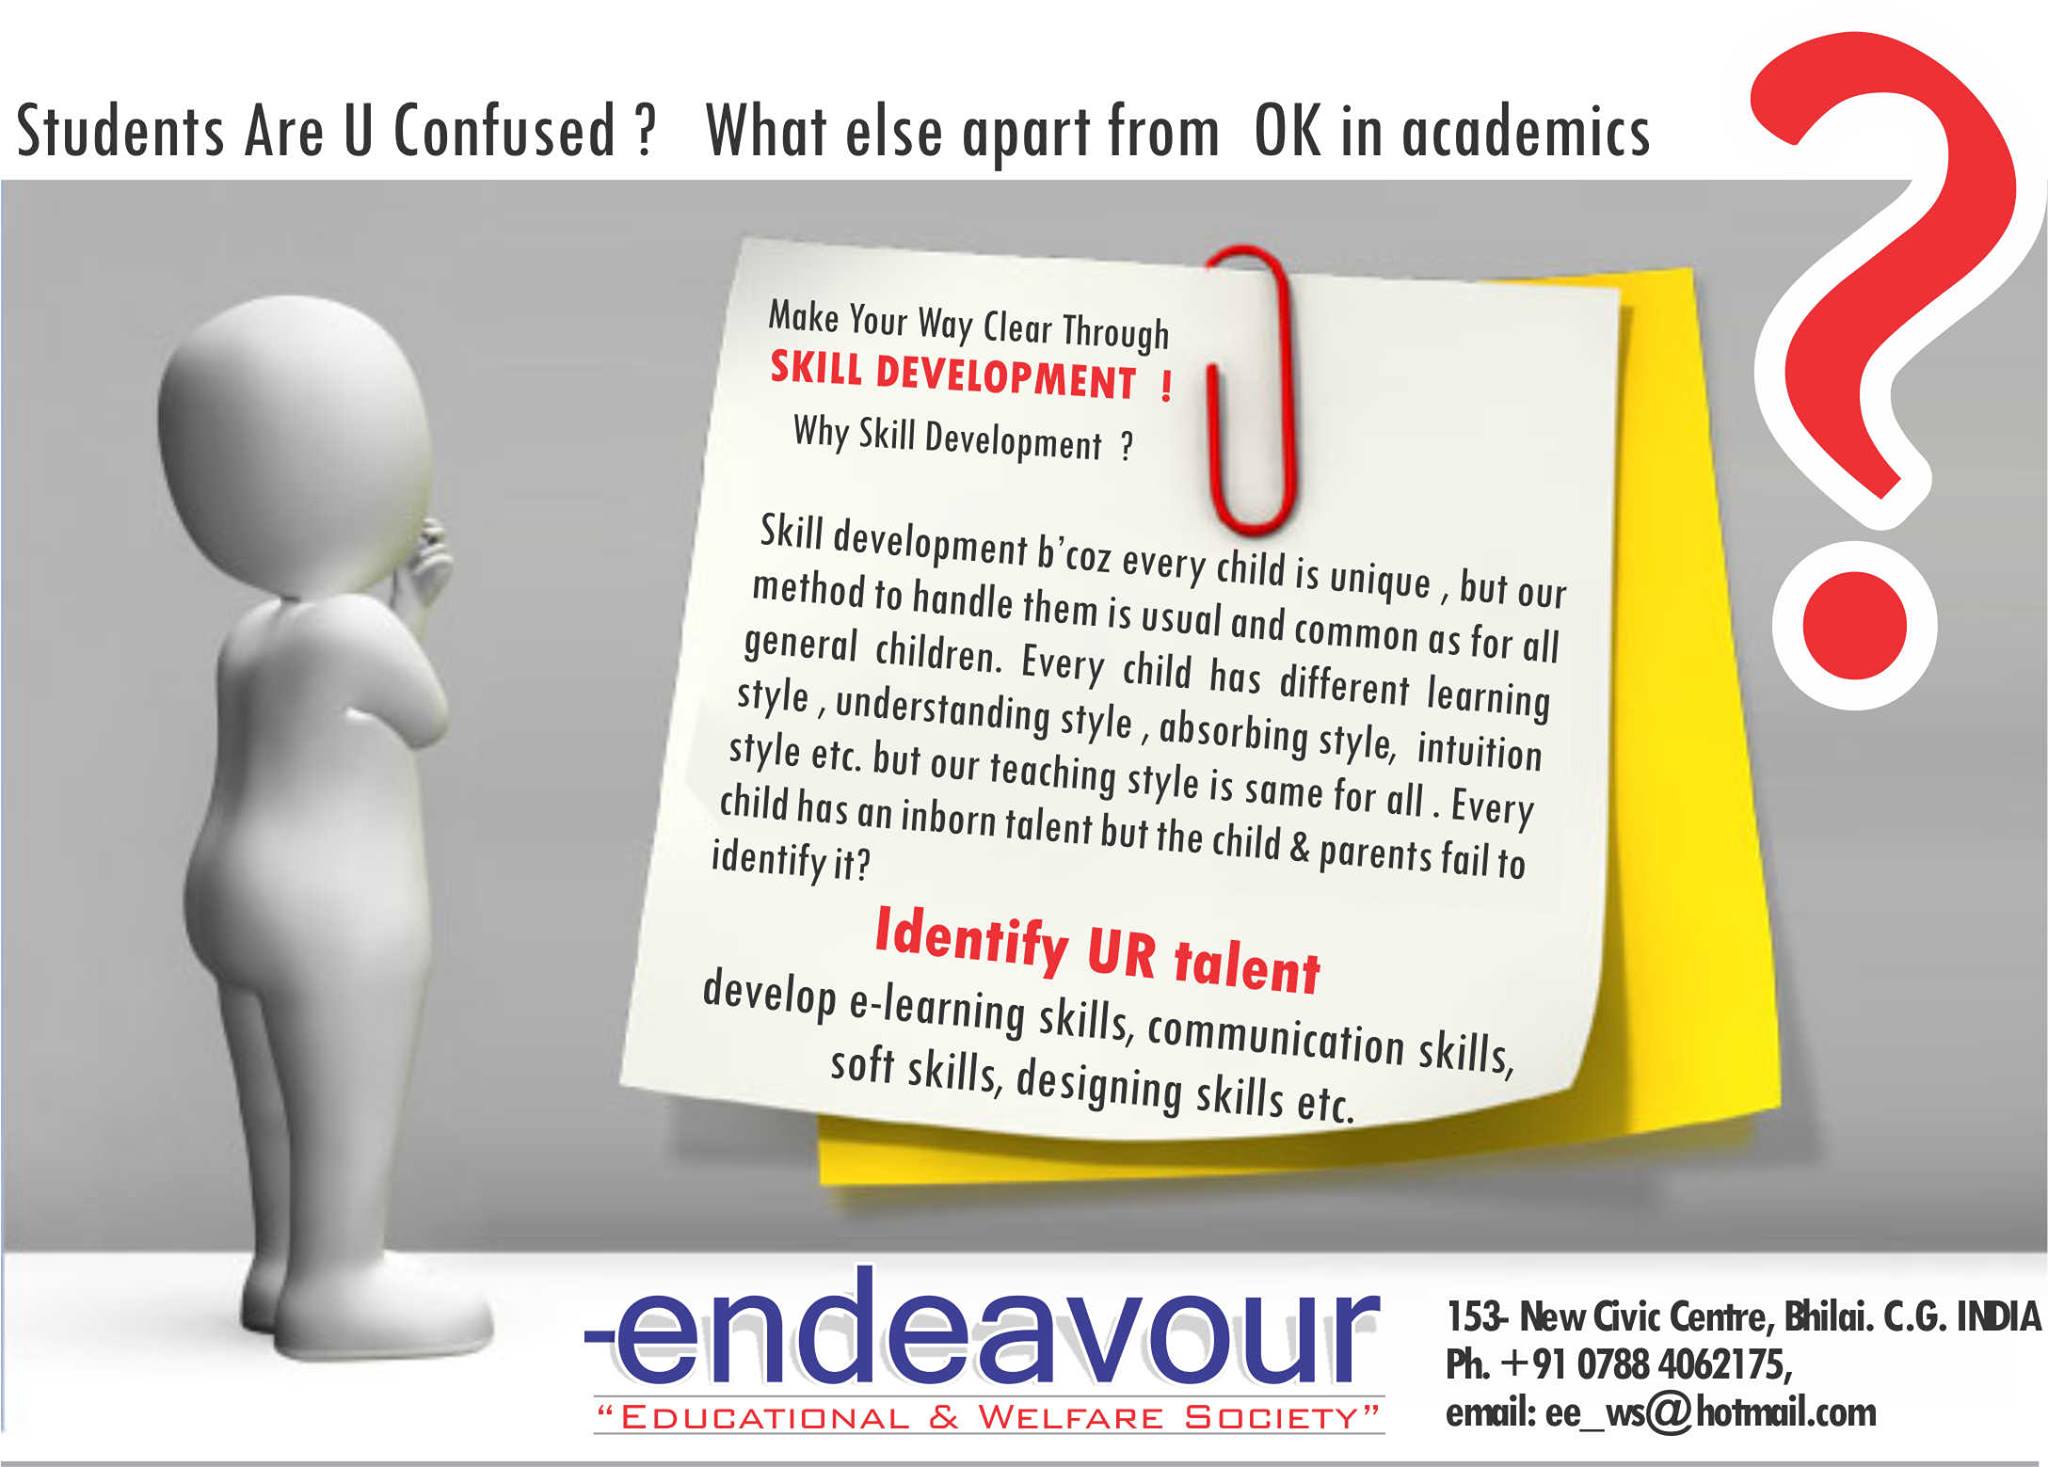 Students Are U Confused ? What else apart from OK in academics ?
Make Your Way Clear Through
SKILL DEVELOPMENT !
Why Skill Development ?
Skill development b'coz every child is unique , but our
method to handle them is usual and common as for all
general children. Every child has different learning
style , understanding style , absorbing style, intuition
style etc. but our teaching style is same for all . Every
child has an inborn talent but the child & parents fail to
identify it?
Identify UR talent
develop e-learning skills, communication skills,
soft skills, designing skills etc.
-endeavour
"EDUCATIONAL & WELFARE SOCIETY"
153- New Civic Centre, Bhilai. C.G. INDIA
Ph. +91 0788 4062175,
email: ee_ws@hotmail.com